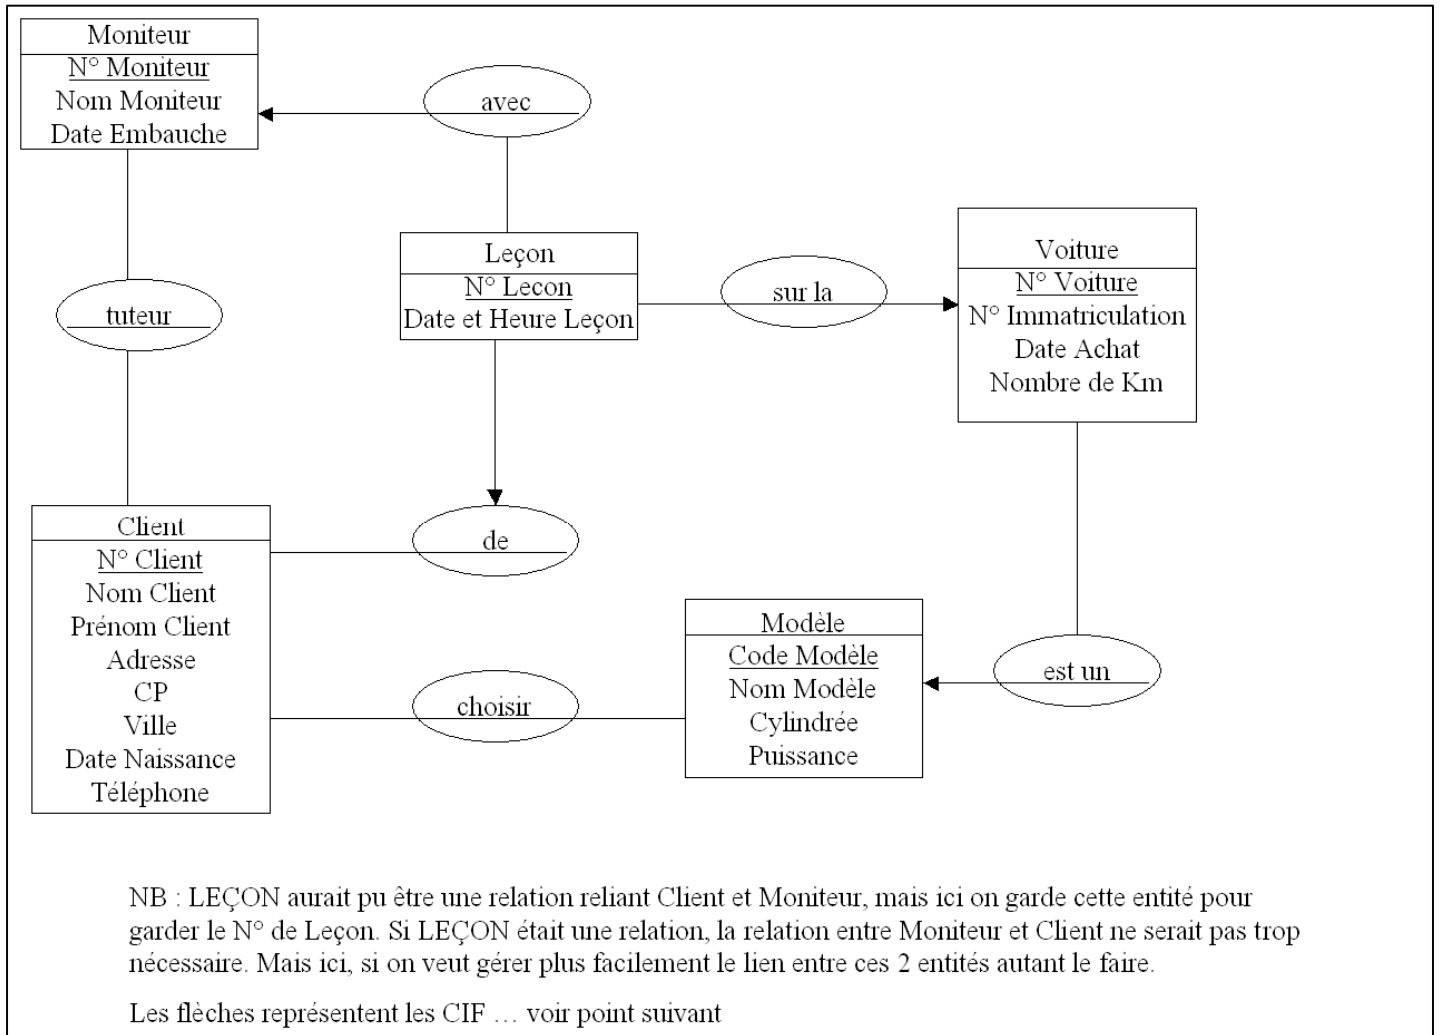 Moniteur
N° Moniteur
Nom Moniteur
Date Embauche
avec
Leçon
N° Lecon
Date et Heure Leçon
sur la
Voiture
N° Voiture
N° Immatriculation
Date Achat
Nombre de Km
tuteur
Client
N° Client
Nom Client
Prénom Client
Adresse
CP
Ville
Date Naissance
Téléphone
de
choisir
Modèle
Code Modèle
Nom Modèle
Cylindrée
Puissance
est un
NB : LEÇON aurait pu être une relation reliant Client et Moniteur, mais ici on garde cette entité pour
garder le N° de Leçon. Si LEÇON était une relation, la relation entre Moniteur et Client ne serait pas trop
nécessaire. Mais ici, si on veut gérer plus facilement le lien entre ces 2 entités autant le faire.
Les flèches représentent les CIF … voir point suivant